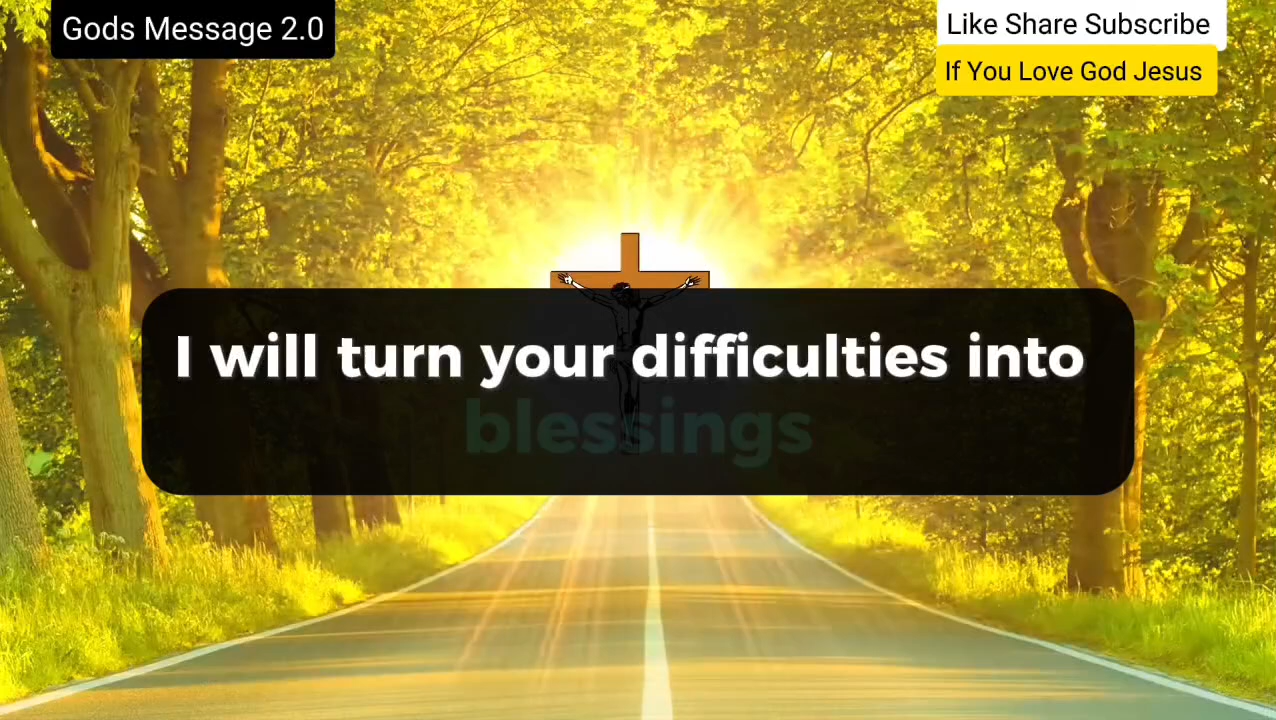 Gods Message 2.0
Like Share Subscribe
If You Love God Jesus
I will turn your difficulties into
blessings